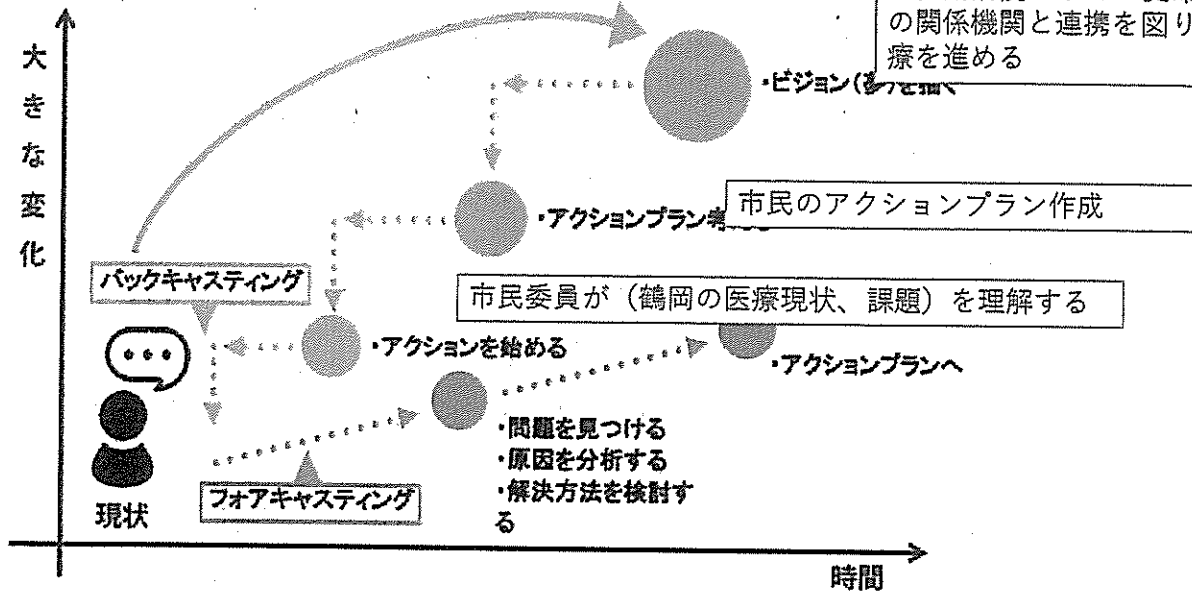 の関係機関と連携を図り
療を進める
大きな変化
・ビジョン(
・アクションプラン
市民のアクションプラン作成
バックキャスティング
市民委員が（鶴岡の医療現状、課題）を理解する
・アクションを始める
・アクションプランへ
・問題を見つける
・原因を分析する
・解決方法を検討す
る
フォアキャスティング
現状
時間